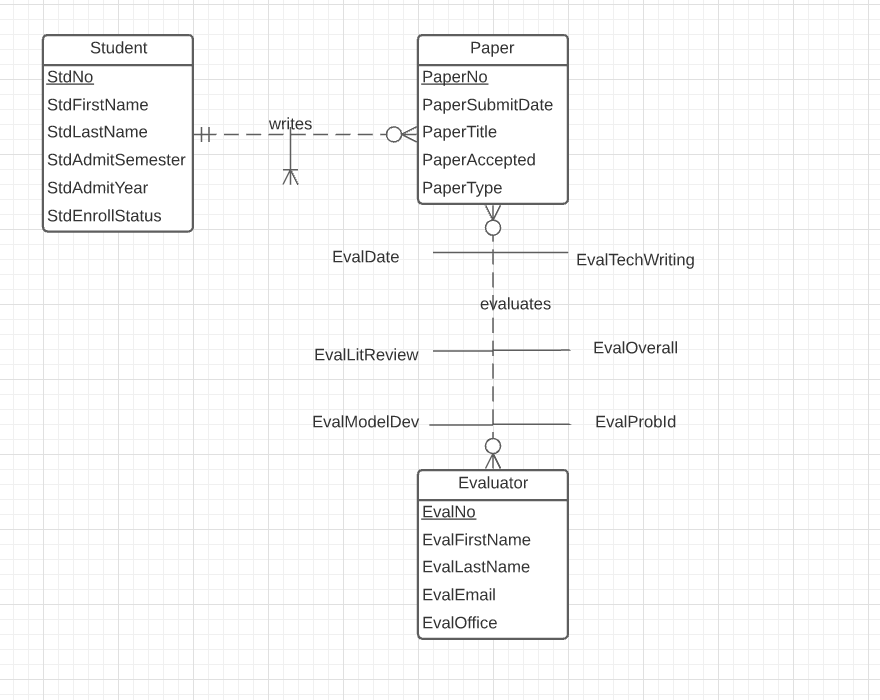 Student
StdNo
StdFirstName
StdLastName
StdAdmitSemester
StdAdmitYear
StdEnrollStatus
writes
Paper
PaperNo
PaperSubmitDate
PaperTitle
PaperAccepted
PaperType
EvalDate
EvalTechWriting
evaluates
EvalLitReview
EvalOverall
EvalModelDev
EvalProbId
Evaluator
EvalNo
EvalFirstName
EvalLastName
EvalEmail
EvalOffice